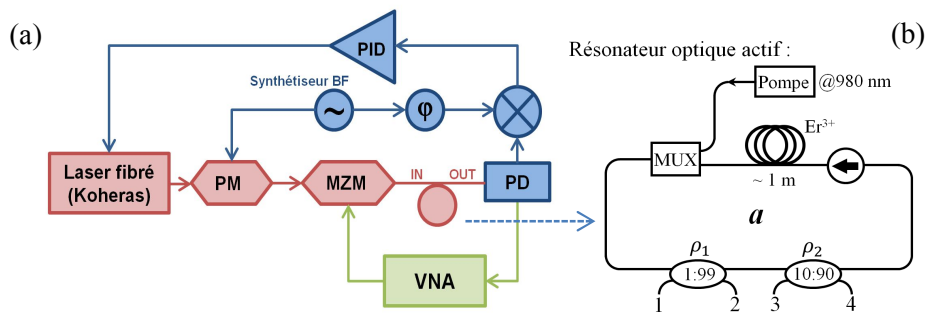 (a)
PID
Synthétiseur BF
~
φ
Laser fibré
(Koheras)
PM
MZM
IN
OUT
PD
VNA
(b)
Résonateur optique actif :
Pompe
@980 nm
Er³⁺
MUX
~ 1 m
a
ρ₁
ρ₂
1:99
10:90
1
2
3
4